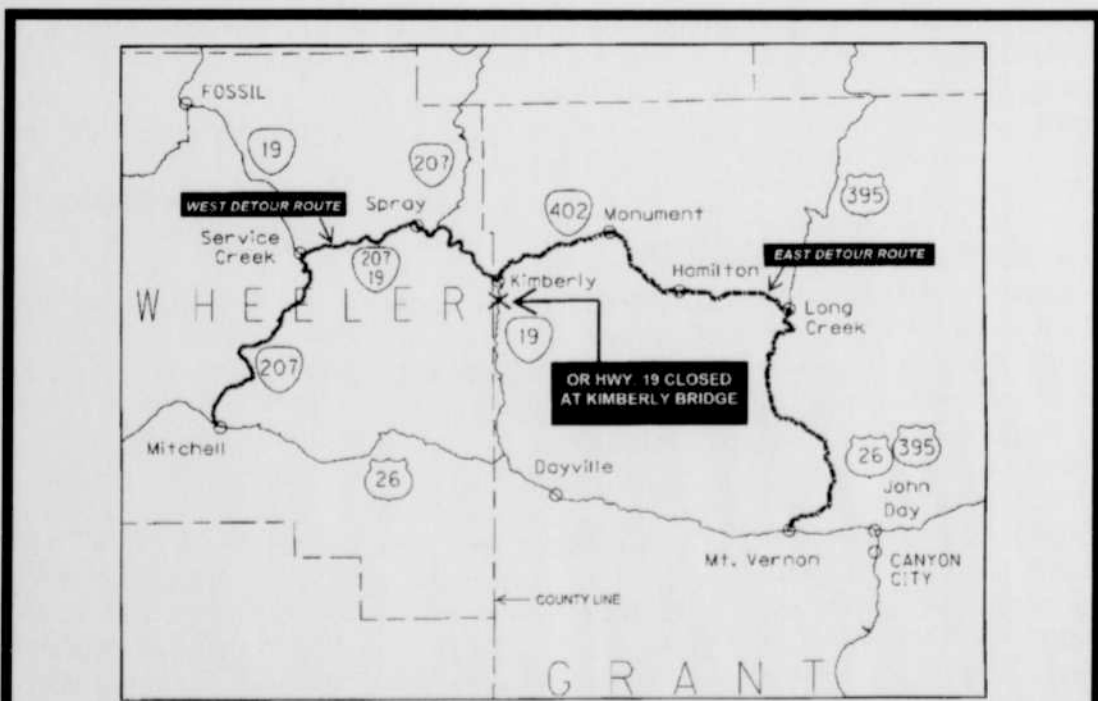 FOSSIL
19
207
395
WEST DETOUR ROUTE
Spray
402
Monument
Service
Creek
207
19
Kimberly
Hamilton
EAST DETOUR ROUTE
Long
Creek
WHEELER
19
207
OR HWY. 19 CLOSED
AT KIMBERLY BRIDGE
Mitchell
26
Dayville
26
395
John
Day
Mt. Vernon
CANYON
CITY
COUNTY LINE
GRANT